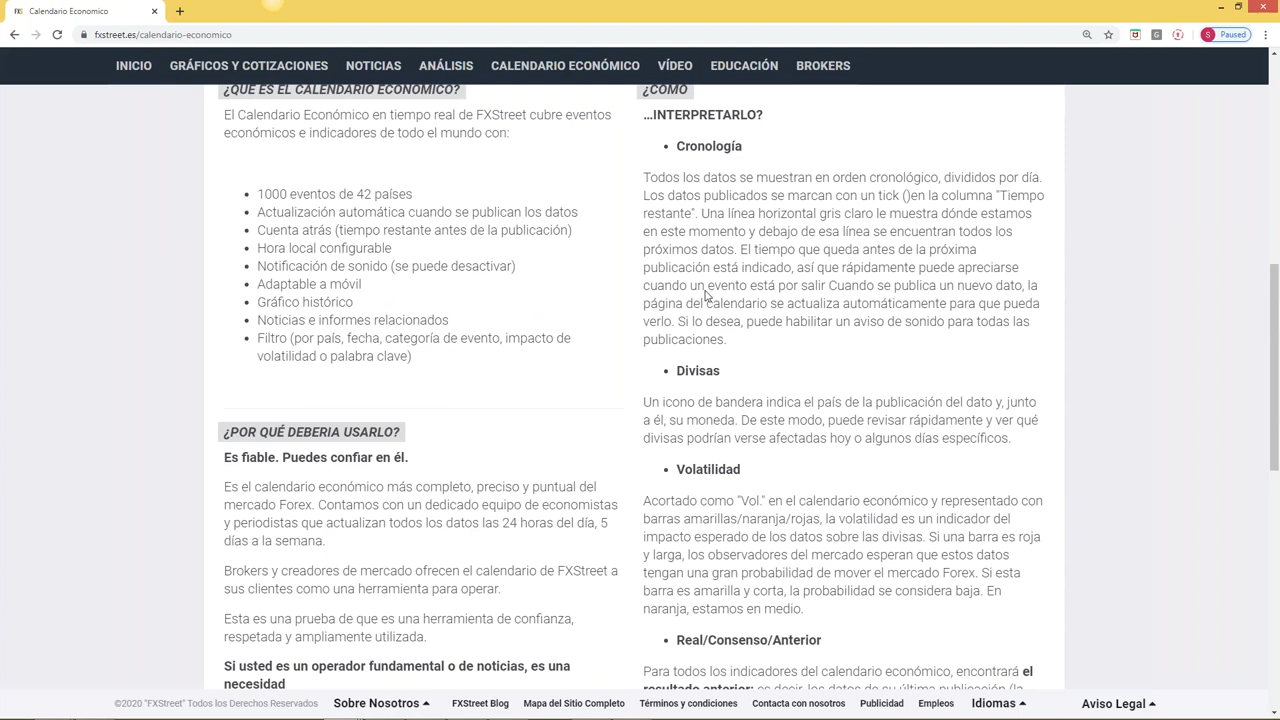 Calendario Economico
fxstreet.es/calendario-economico
G
S
Paused
INICIO GRÁFICOS Y COTIZACIONES NOTICIAS ANÁLISIS CALENDARIO ECONÓMICO VÍDEO EDUCACIÓN BROKERS
¿QUÉ ES EL CALENDARIO ECONÓMICO?
El Calendario Económico en tiempo real de FXStreet cubre eventos
económicos e indicadores de todo el mundo con:
1000 eventos de 42 países
Actualización automática cuando se publican los datos
Cuenta atrás (tiempo restante antes de la publicación)
Hora local configurable
Notificación de sonido (se puede desactivar)
Adaptable a móvil
Gráfico histórico
Noticias e informes relacionados
Filtro (por país, fecha, categoría de evento, impacto de
volatilidad o palabra clave)
¿POR QUÉ DEBERIA USARLO?
Es fiable. Puedes confiar en él.
Es el calendario económico más completo, preciso y puntual del
mercado Forex. Contamos con un dedicado equipo de economistas
y periodistas que actualizan todos los datos las 24 horas del día, 5
días a la semana.
Brokers y creadores de mercado ofrecen el calendario de FXStreet a
sus clientes como una herramienta para operar.
Esta es una prueba de que es una herramienta de confianza,
respetada y ampliamente utilizada.
Si usted es un operador fundamental o de noticias, es una
necesidad
¿CÓMO
...INTERPRETARLO?
Cronología
Todos los datos se muestran en orden cronológico, divididos por día.
Los datos publicados se marcan con un tick ()en la columna "Tiempo
restante". Una línea horizontal gris claro le muestra dónde estamos
en este momento y debajo de esa línea se encuentran todos los
próximos datos. El tiempo que queda antes de la próxima
publicación está indicado, así que rápidamente puede apreciarse
cuando un evento está por salir Cuando se publica un nuevo dato, la
página del calendario se actualiza automáticamente para que pueda
verlo. Si lo desea, puede habilitar un aviso de sonido para todas las
publicaciones.
Divisas
Un icono de bandera indica el país de la publicación del dato y, junto
a él, su moneda. De este modo, puede revisar rápidamente y ver qué
divisas podrían verse afectadas hoy o algunos días específicos.
Volatilidad
Acortado como "Vol." en el calendario económico y representado con
barras amarillas/naranja/rojas, la volatilidad es un indicador del
impacto esperado de los datos sobre las divisas. Si una barra es roja
y larga, los observadores del mercado esperan que estos datos
tengan una gran probabilidad de mover el mercado Forex. Si esta
barra es amarilla y corta, la probabilidad se considera baja. En
naranja, estamos en medio.
Real/Consenso/Anterior
Para todos los indicadores del calendario económico, encontrará el
resultado anterior: es decir, los datos de su última publicación (la
©2020 "FXStreet" Todos los Derechos Reservados Sobre Nosotros FXStreet Blog Mapa del Sitio Completo Términos y condiciones Contacta con nosotros Publicidad Empleos Idiomas Aviso Legal